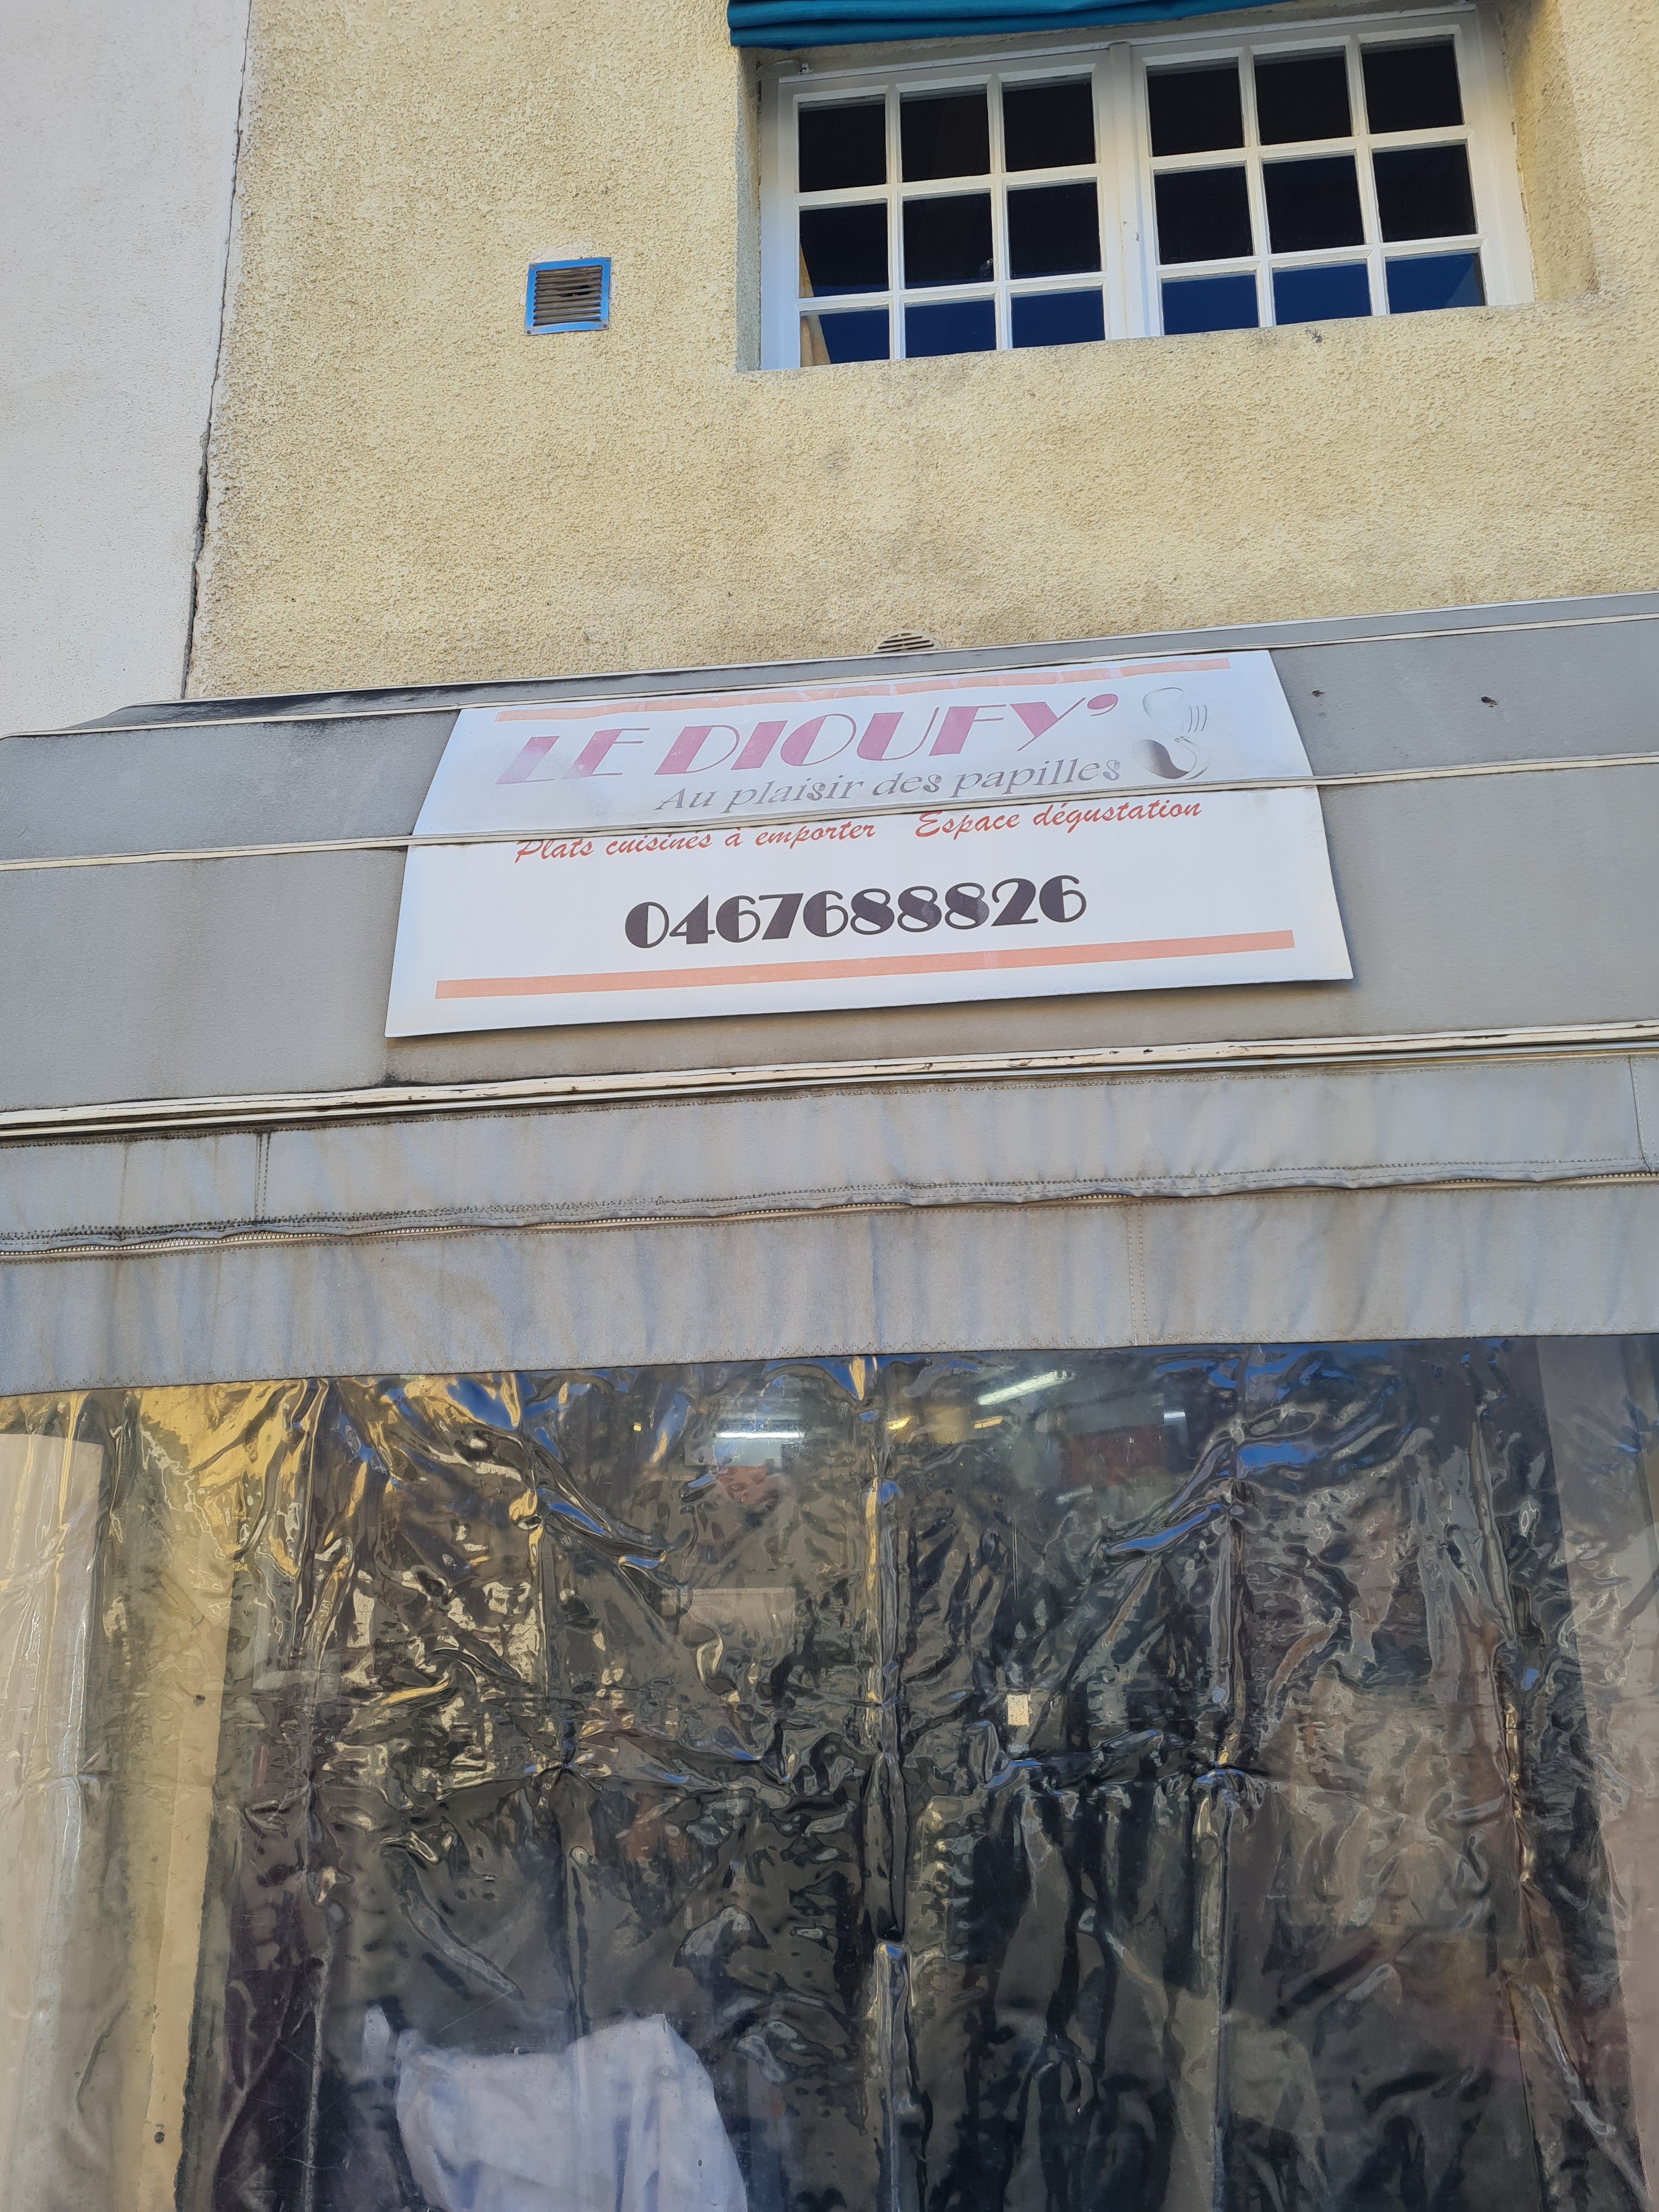 LE DIOUFY'
Au plaisir des papilles
Plats cuisinés à emporter Espace dégustation
0467688826